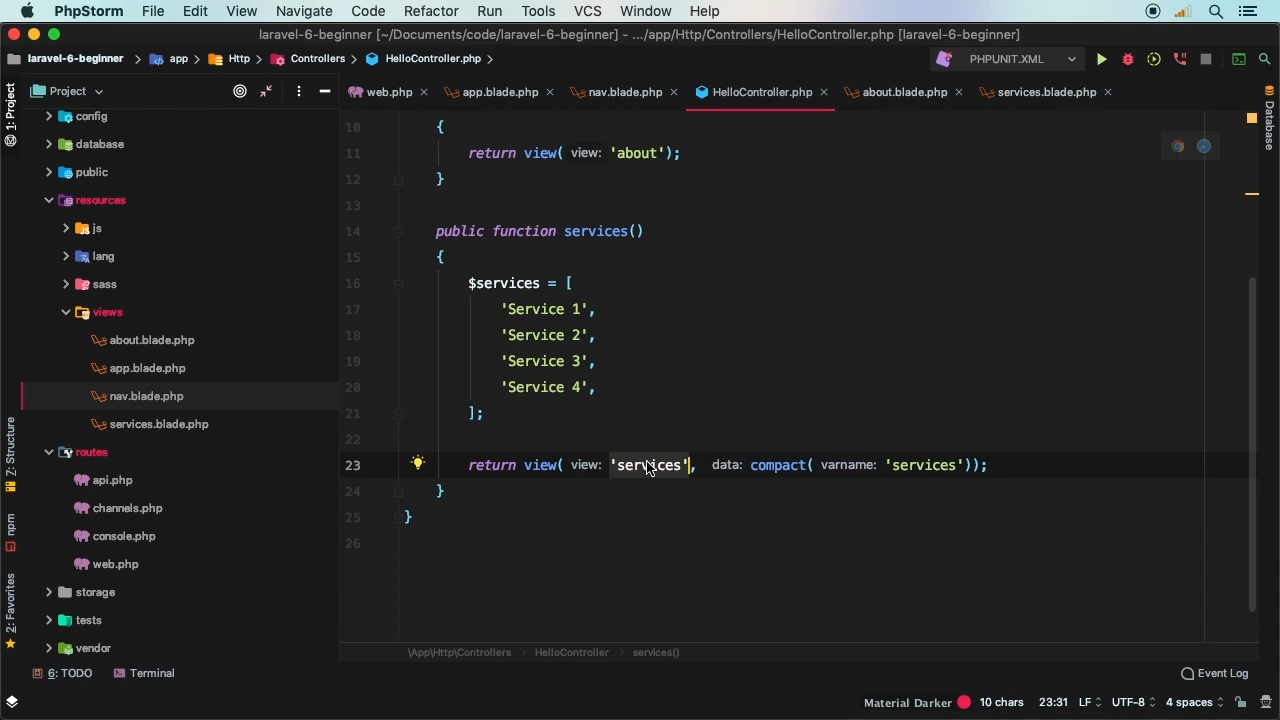 PhpStorm File Edit View Navigate Code Refactor Run Tools VCS Window Help
laravel-6-beginner [~/Documents/code/laravel-6-beginner] - .../app/Http/Controllers/HelloController.php [laravel-6-beginner]
laravel-6-beginner app Http Controllers HelloController.php PHPUNIT.XML
1: Project
Project
web.php app.blade.php nav.blade.php HelloController.php about.blade.php services.blade.php
Database
config
database
public
resources
js
lang
sass
views
about.blade.php
app.blade.php
nav.blade.php
services.blade.php
routes
api.php
channels.php
console.php
web.php
storage
tests
vendor
7: Structure
npm
2: Favorites
10 {
11 return view( view: 'about');
12 }
13
14 public function services()
15 {
16 $services = [
17 'Service 1',
18 'Service 2',
19 'Service 3',
20 'Service 4',
21 ];
22
23 return view( view: 'services', data: compact( varname: 'services'));
24 }
25 }
26
\App\Http\Controllers HelloController services()
6: TODO Terminal Event Log
Material Darker 10 chars 23:31 LF UTF-8 4 spaces